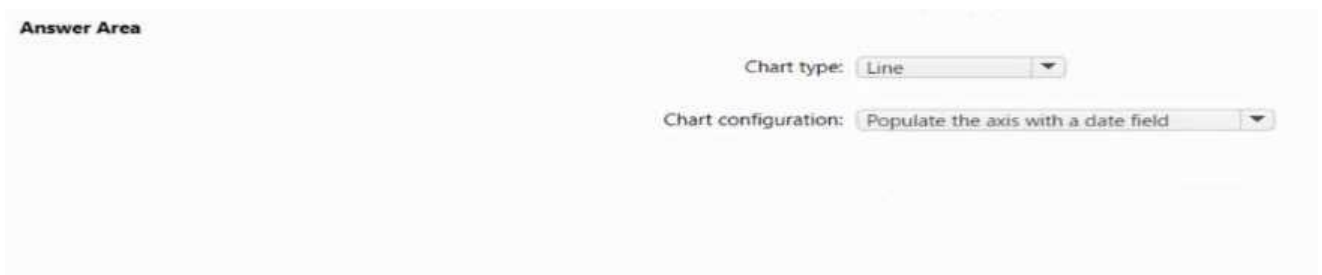 Answer Area
Chart type: Line
Chart configuration: Populate the axis with a date field